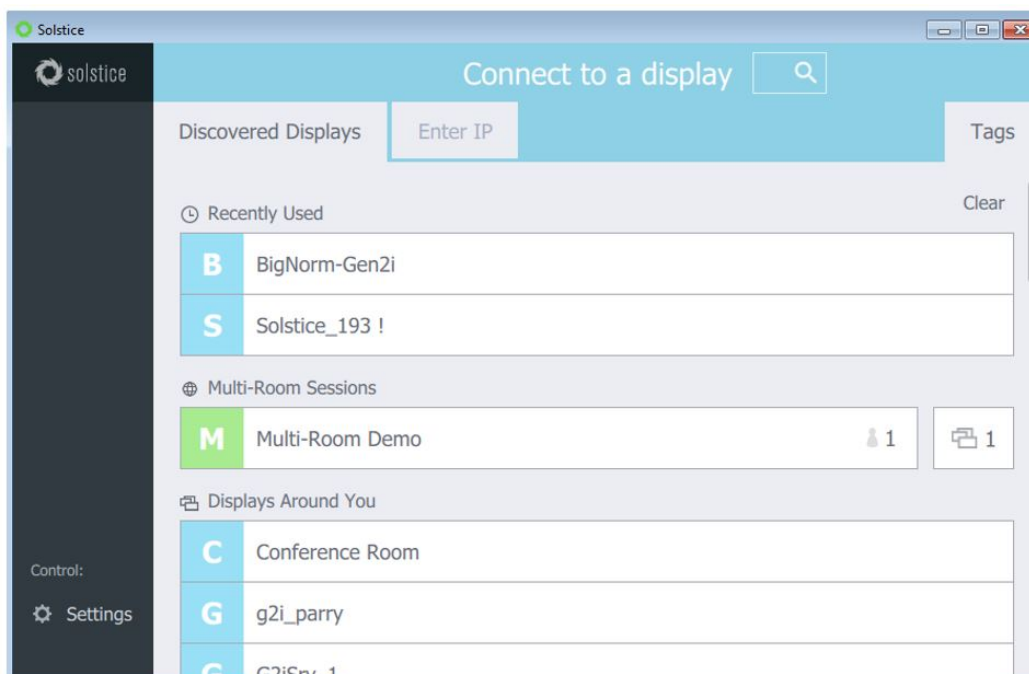 Solstice
solstice
Connect to a display
Discovered Displays
Enter IP
Tags
Clear
Recently Used
B BigNorm-Gen2i
S Solstice_193 !
Multi-Room Sessions
M Multi-Room Demo 1 1
Displays Around You
C Conference Room
G g2i_parry
G G2iSry_1
Control:
Settings